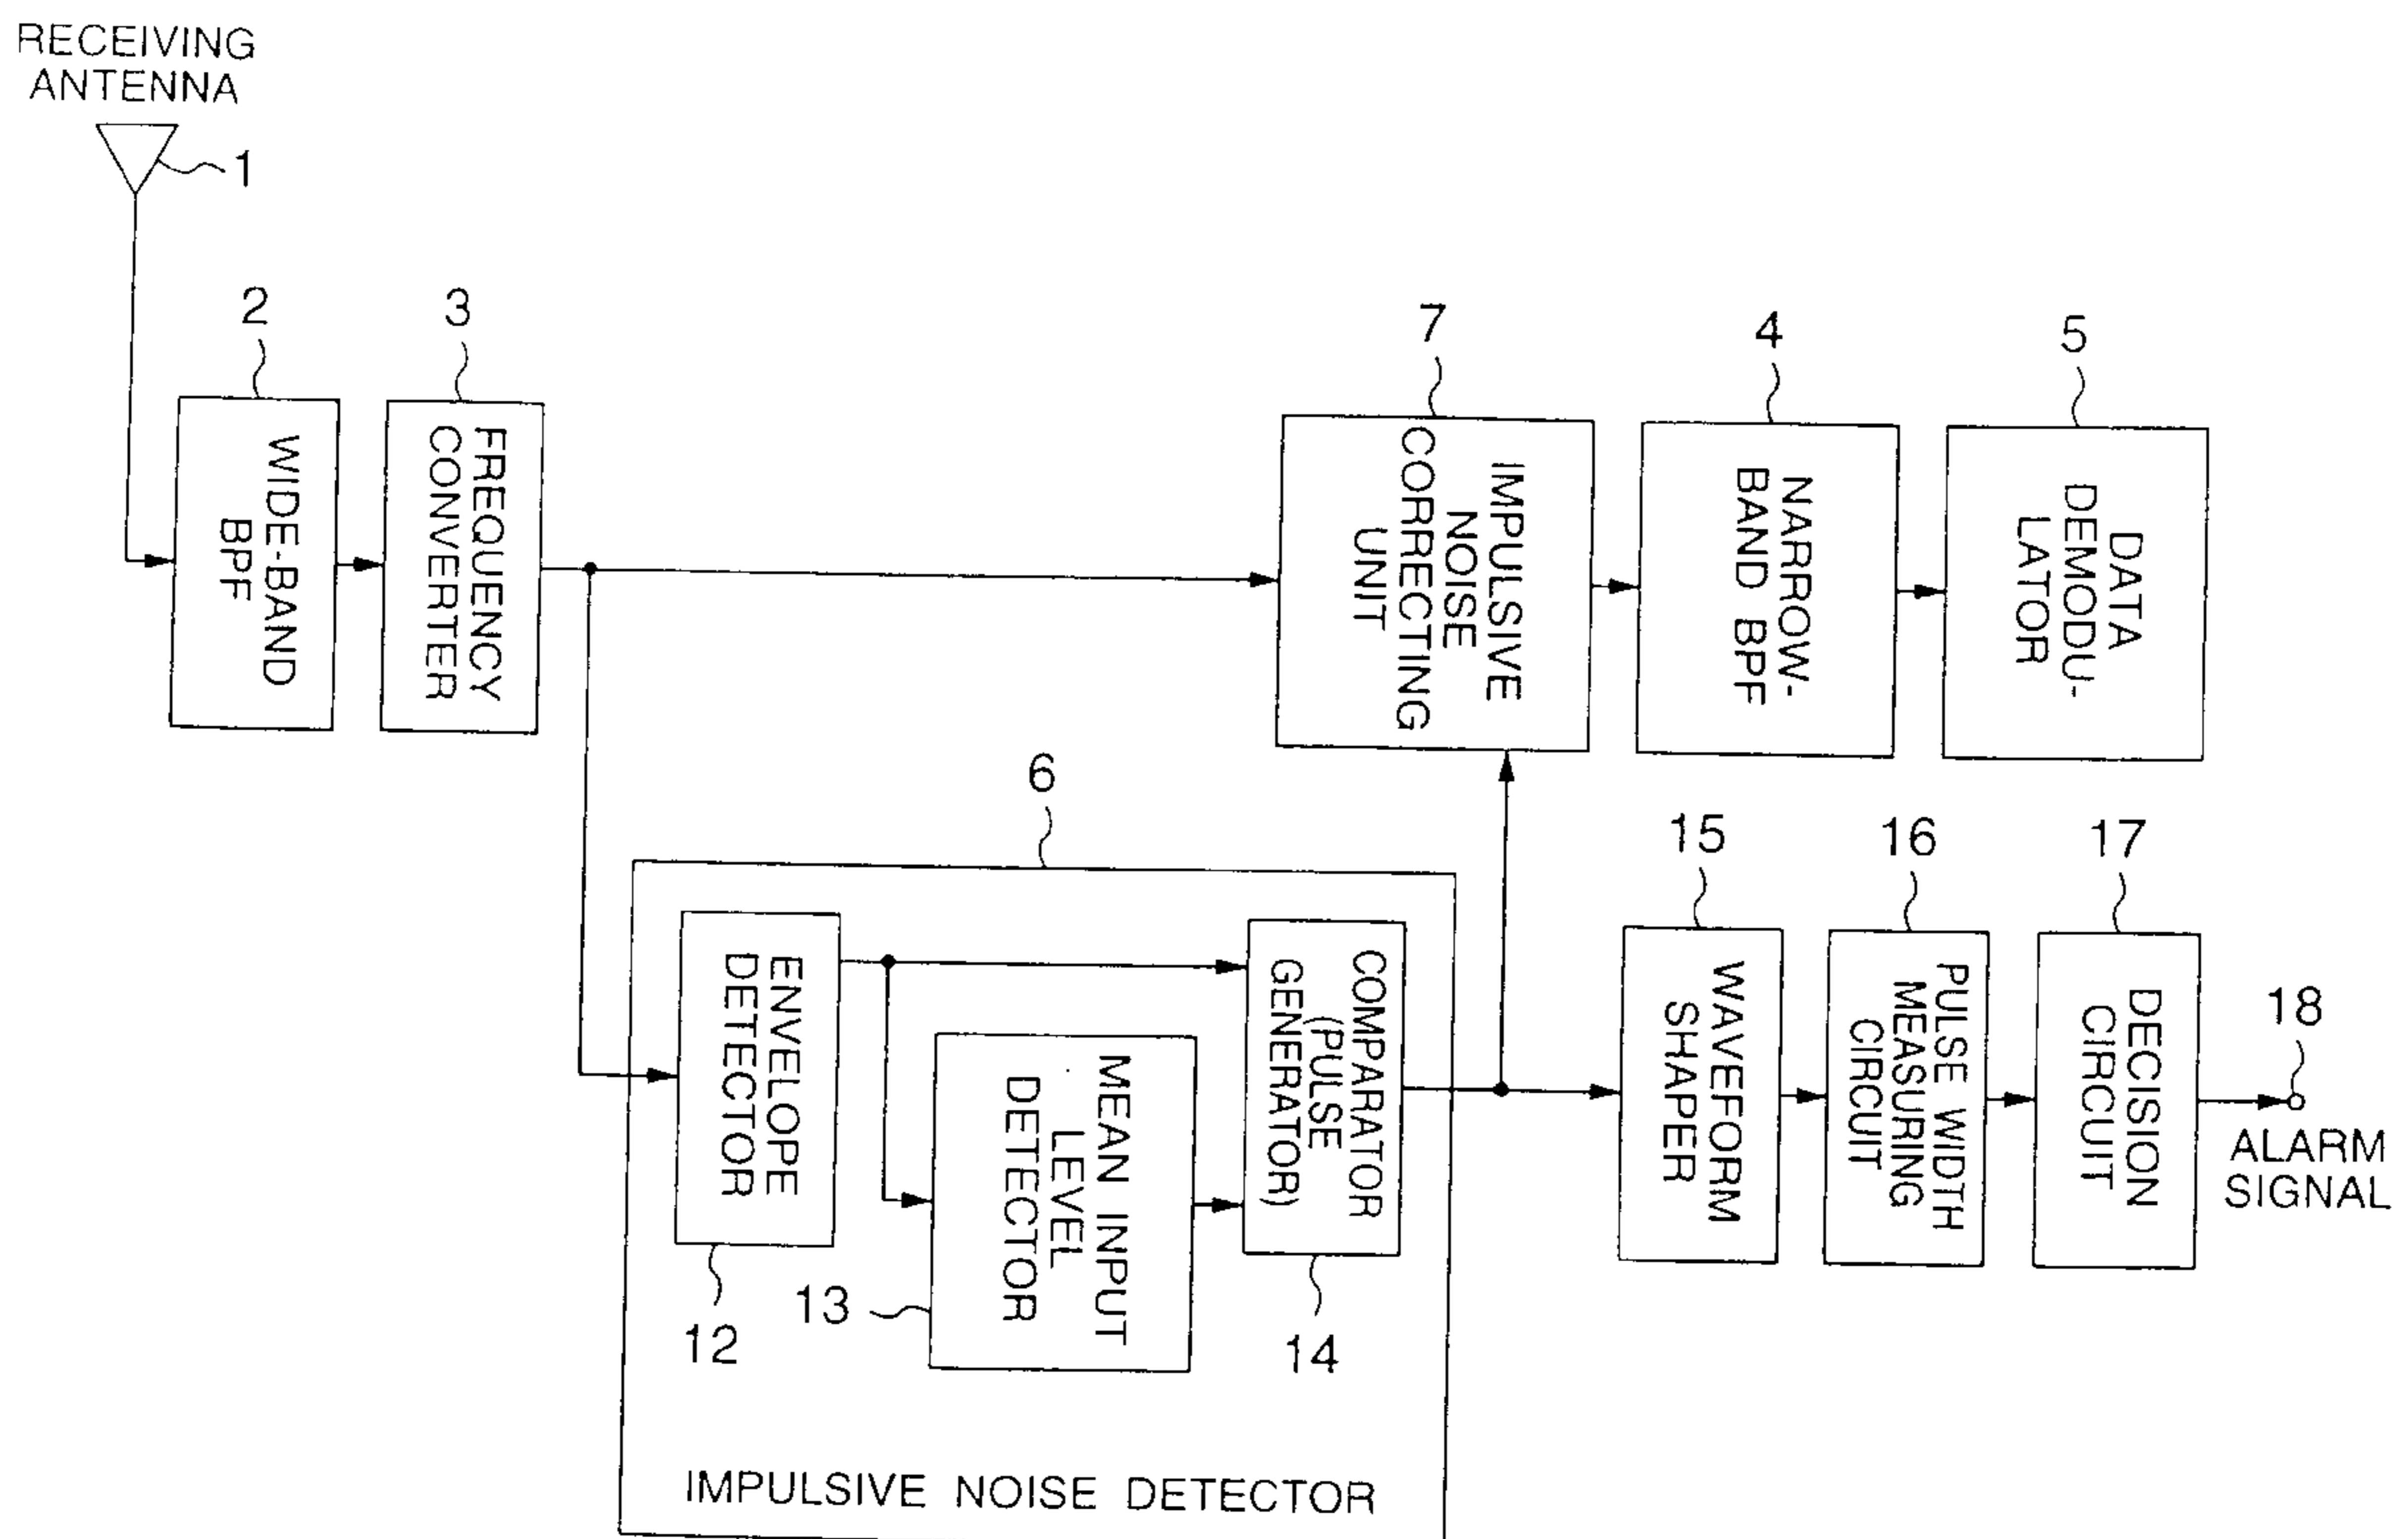 RECEIVING
ANTENNA
1
2
3
7
4
5
WIDE-BAND
BPF
FREQUENCY
CONVERTER
IMPULSIVE
NOISE
CORRECTING
UNIT
NARROW-
BAND BPF
DATA
DEMODU-
LATOR
6
15
16
17
18
ENVELOPE
DETECTOR
MEAN INPUT
LEVEL
DETECTOR
COMPARATOR
(PULSE
GENERATOR)
WAVEFORM
SHAPER
PULSE WIDTH
MEASURING
CIRCUIT
DECISION
CIRCUIT
ALARM
SIGNAL
12
13
14
IMPULSIVE NOISE DETECTOR